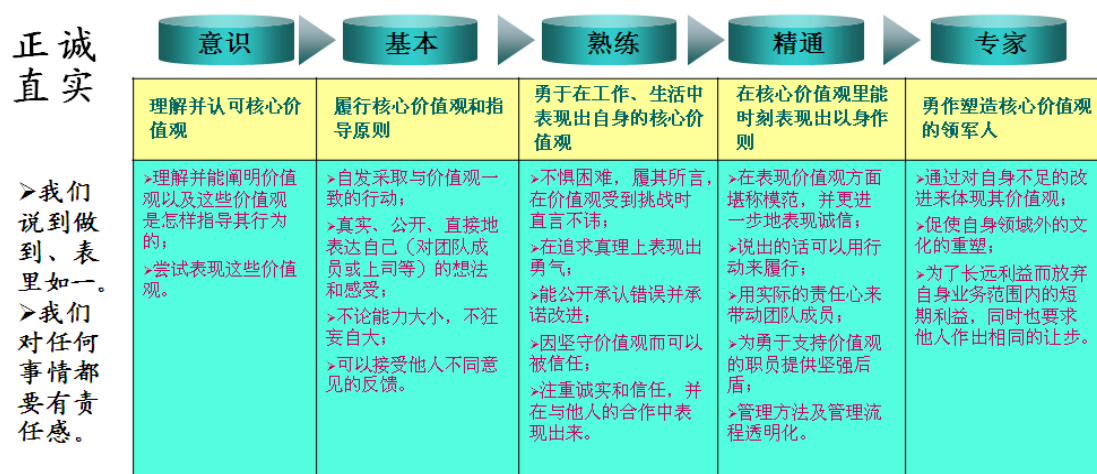 正 诚
直 实
➢我们
说到做
到、表
里如一。
➢我们
对任何
事情都
要有责
任感。
意识
基本
熟练
精通
专家
理解并认可核心价
值观
履行核心价值观和指
导原则
勇于在工作、生活中
表现出自身的核心价
值观
在核心价值观里能
时刻表现出以身作
则
勇作塑造核心价值观
的领军人
➢理解并能阐明价值
观以及这些价值观
是怎样指导其行为
的；
➢尝试表现这些价值
观。
➢自发采取与价值观一
致的行动；
➢真实、公开、直接地
表达自己（对团队成
员或上司等）的想法
和感受；
➢不论能力大小，不狂
妄自大；
➢可以接受他人不同意
见的反馈。
➢不惧困难，履其所言，
在价值观受到挑战时
直言不讳；
➢在追求真理上表现出
勇气；
➢能公开承认错误并承
诺改进；
➢因坚守价值观而可以
被信任；
➢注重诚实和信任，并
在与他人的合作中表
现出来。
➢在表现价值观方面
堪称模范，并更进
一步地表现诚信；
➢说出的话可以用行
动来履行；
➢用实际的责任心来
带动团队成员；
➢为勇于支持价值观
的职员提供坚强后
盾；
➢管理方法及管理流
程透明化。
➢通过对自身不足的改
进来体现其价值观；
➢促使自身领域外的文
化的重塑；
➢为了长远利益而放弃
自身业务范围内的短
期利益，同时也要求
他人作出相同的让步。